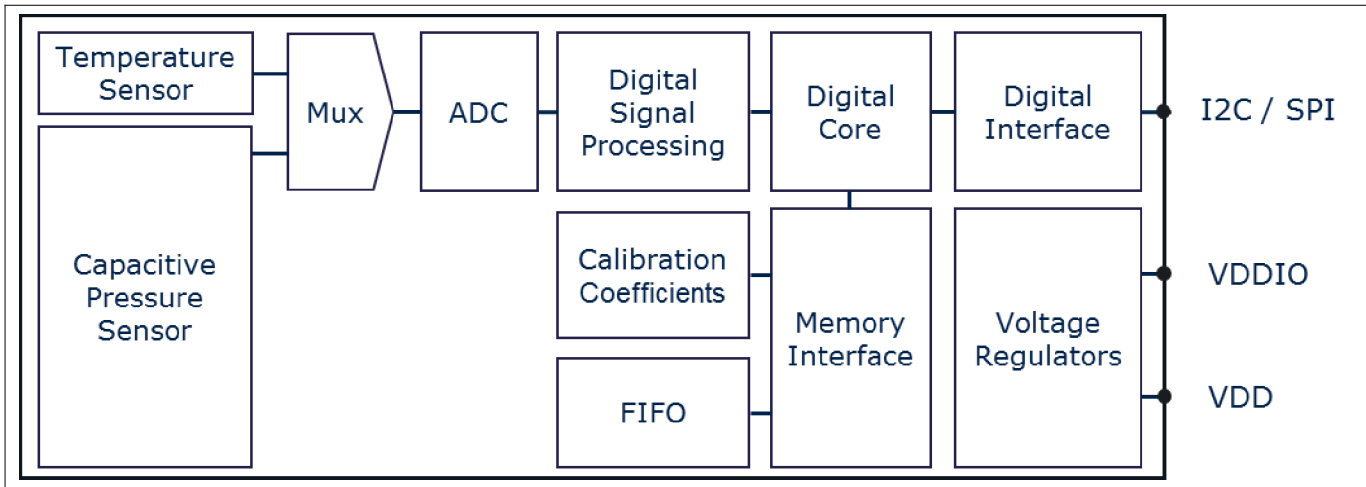 Temperature
Sensor
Mux
ADC
Digital
Signal
Processing
Digital
Core
Digital
Interface
I2C / SPI
Capacitive
Pressure
Sensor
Calibration
Coefficients
FIFO
Memory
Interface
Voltage
Regulators
VDDIO
VDD